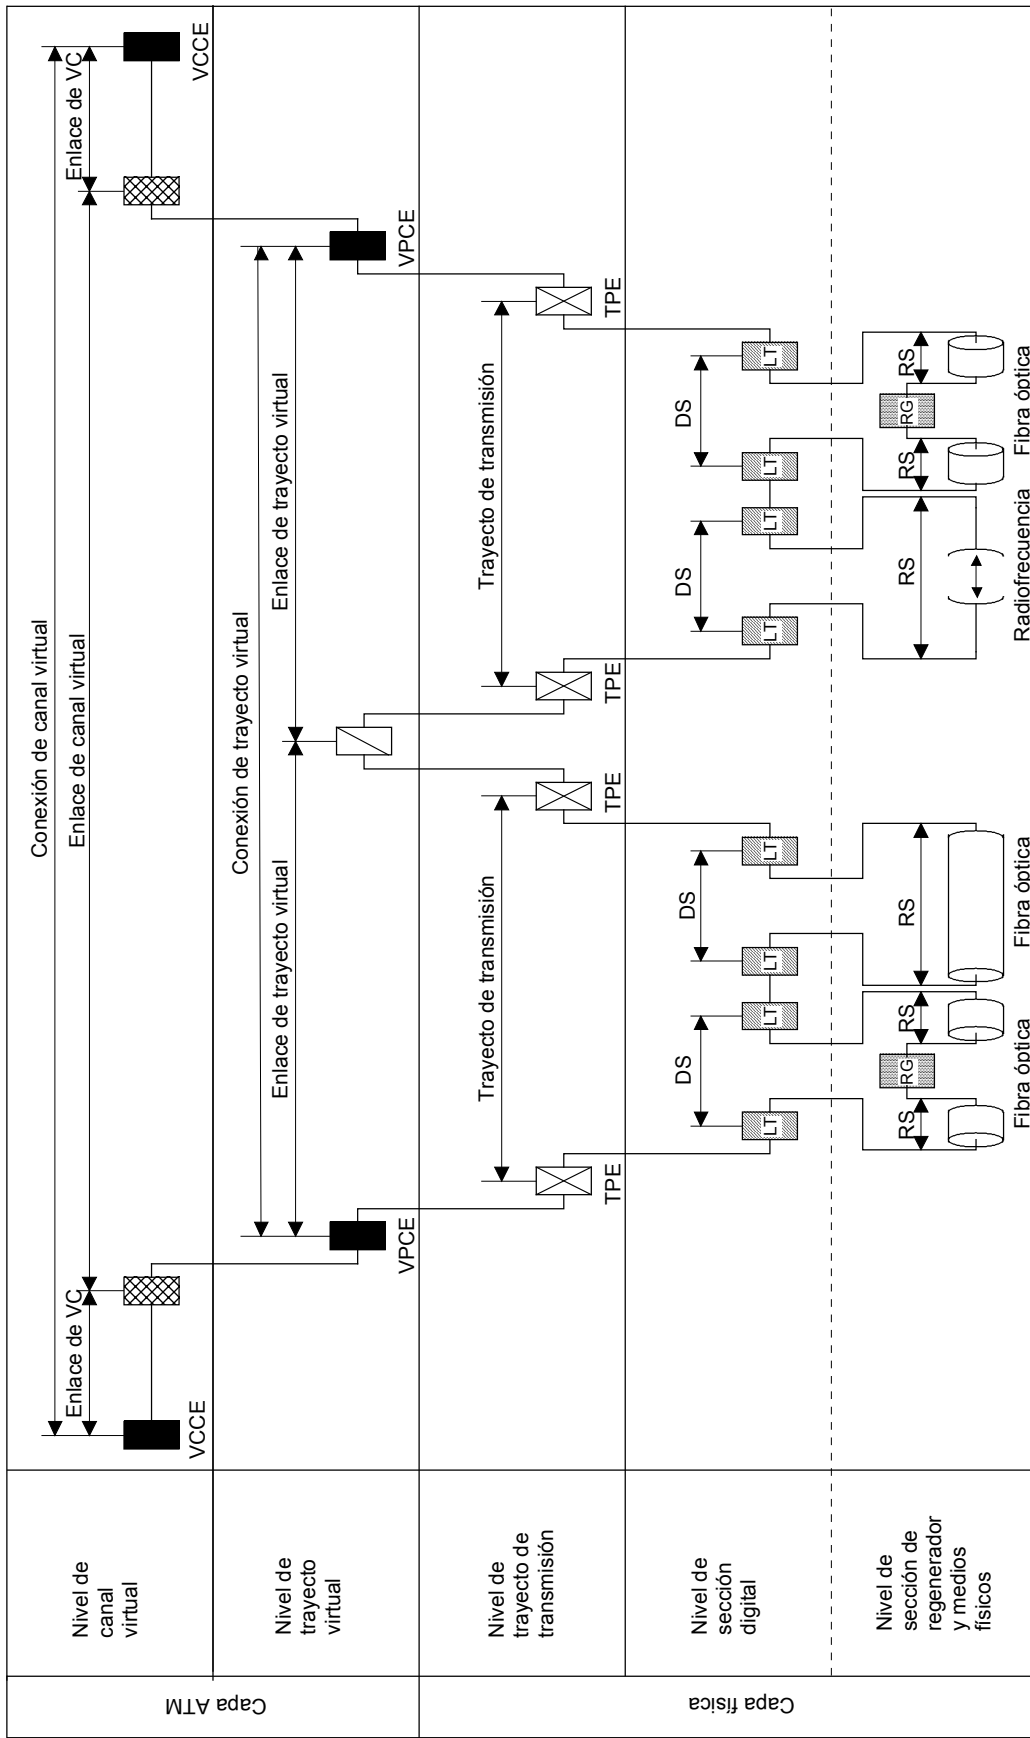 Capa ATM
Nivel de
canal
virtual
Conexión de canal virtual
Enlace de VC
Enlace de canal virtual
Enlace de VC
VCCE
VCCE
Nivel de
trayecto
virtual
Conexión de trayecto virtual
Enlace de trayecto virtual
Enlace de trayecto virtual
VPCE
VPCE
Capa física
Nivel de
trayecto de
transmisión
Trayecto de transmisión
Trayecto de transmisión
TPE
TPE
TPE
TPE
Nivel de
sección
digital
DS
DS
DS
DS
LT
LT
LT
LT
LT
LT
LT
LT
Nivel de
sección de
regenerador
y medios
físicos
RS
RG
RS
RS
RS
RS
RG
RS
Fibra óptica
Fibra óptica
Radiofrecuencia
Fibra óptica